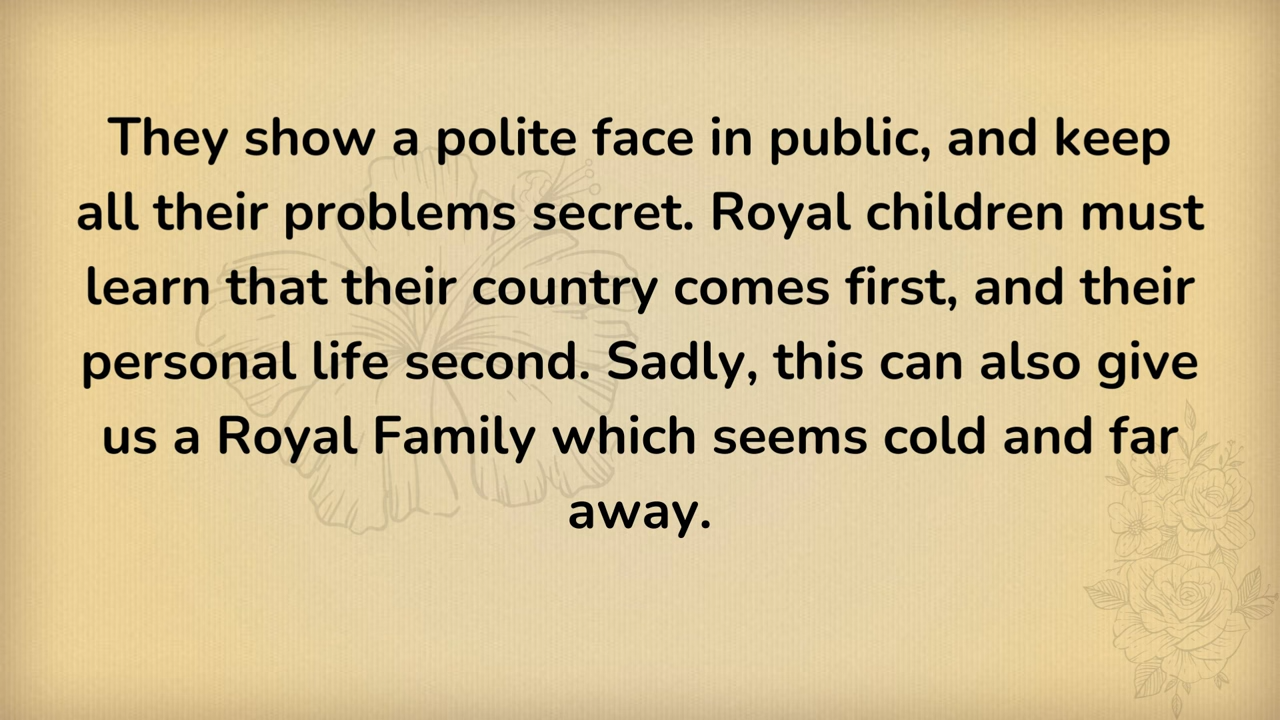 They show a polite face in public, and keep
all their problems secret. Royal children must
learn that their country comes first, and their
personal life second. Sadly, this can also give
us a Royal Family which seems cold and far
away.